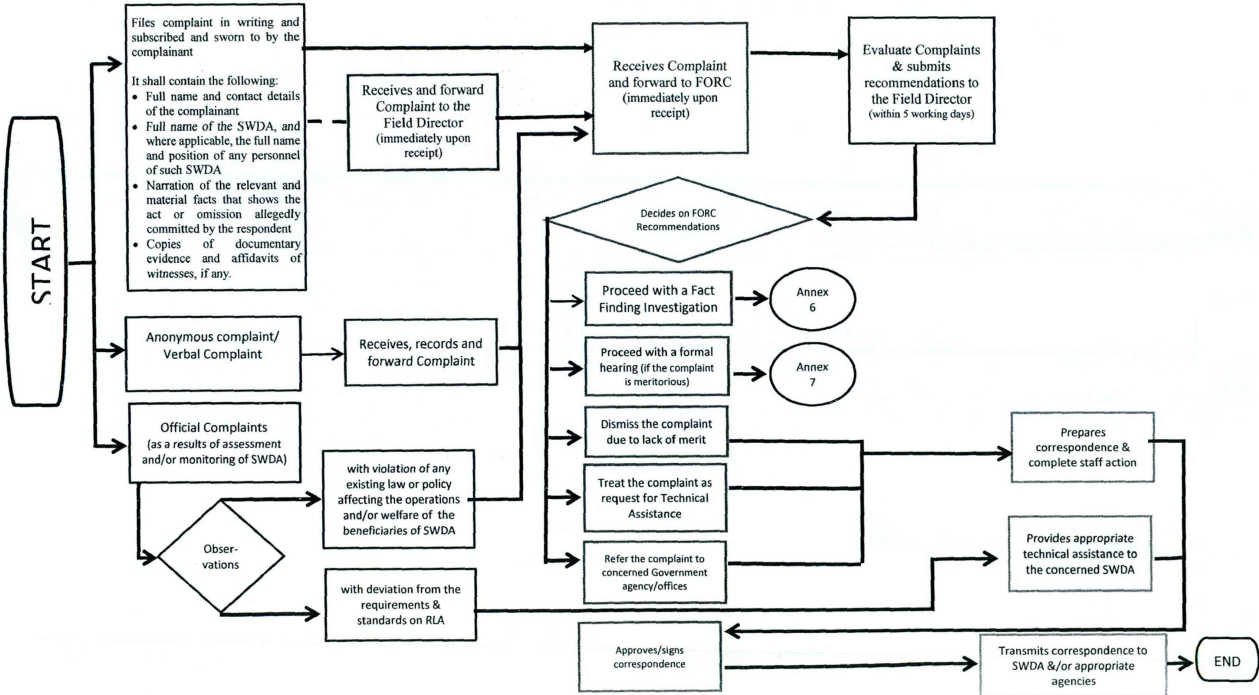 START
Files complaint in writing and
subscribed and sworn to by the
complainant
It shall contain the following:
• Full name and contact details
of the complainant
• Full name of the SWDA, and
where applicable, the full name
and position of any personnel
of such SWDA
• Narration of the relevant and
material facts that shows the
act or omission allegedly
committed by the respondent
• Copies of documentary
evidence and affidavits of
witnesses, if any.
Receives and forward
Complaint to the
Field Director
(immediately upon
receipt)
Receives Complaint
and forward to FORC
(immediately upon
receipt)
Evaluate Complaints
& submits
recommendations to
the Field Director
(within 5 working days)
Decides on FORC
Recommendations
Anonymous complaint/
Verbal Complaint
Receives, records and
forward Complaint
Official Complaints
(as a results of assessment
and/or monitoring of SWDA)
Obser-
vations
with violation of any
existing law or policy
affecting the operations
and/or welfare of the
beneficiaries of SWDA
with deviation from the
requirements &
standards on RLA
Proceed with a Fact
Finding Investigation
Annex
6
Proceed with a formal
hearing (if the complaint
is meritorious)
Annex
7
Dismiss the complaint
due to lack of merit
Treat the complaint as
request for Technical
Assistance
Refer the complaint to
concerned Government
agency/offices
Prepares
correspondence &
complete staff action
Provides appropriate
technical assistance to
the concerned SWDA
Approves/signs
correspondence
Transmits correspondence to
SWDA &/or appropriate
agencies
END